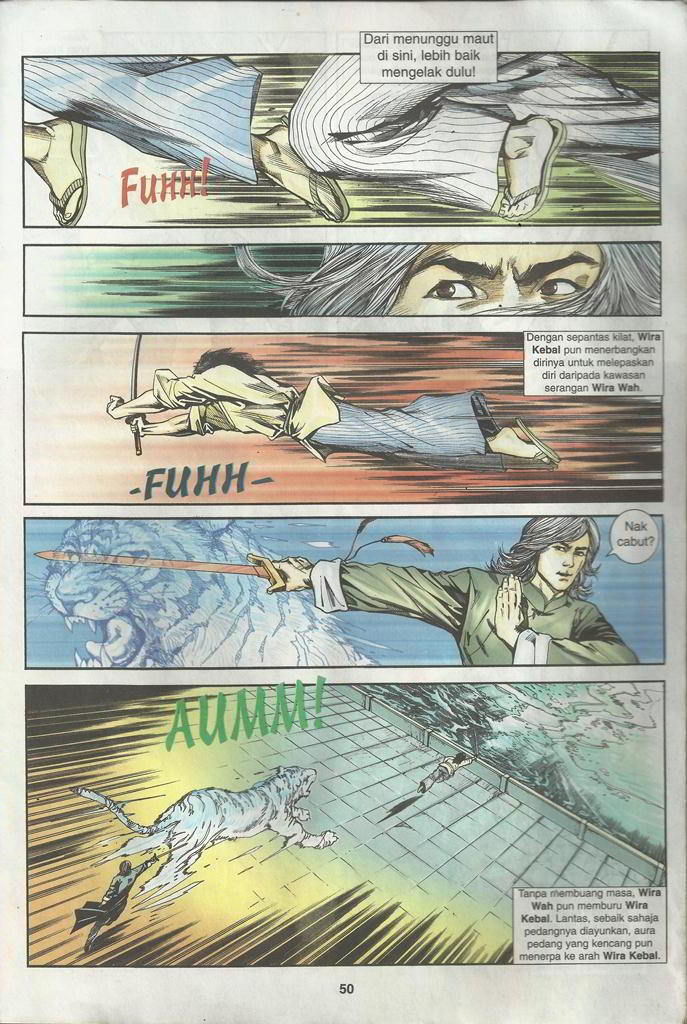 Dari menunggu maut
di sini, lebih baik
mengelak dulu!
FUHH!
Dengan sepantas kilat, Wira
Kebal pun menerbangkan
dirinya untuk melepaskan
diri daripada kawasan
serangan Wira Wah.
-FUHH-
Nak
cabut?
AUMM!
Tanpa membuang masa, Wira
Wah pun memburu Wira
Kebal. Lantas, sebaik sahaja
pedangnya diayunkan, aura
pedang yang kencang pun
menerpa ke arah Wira Kebal.
50